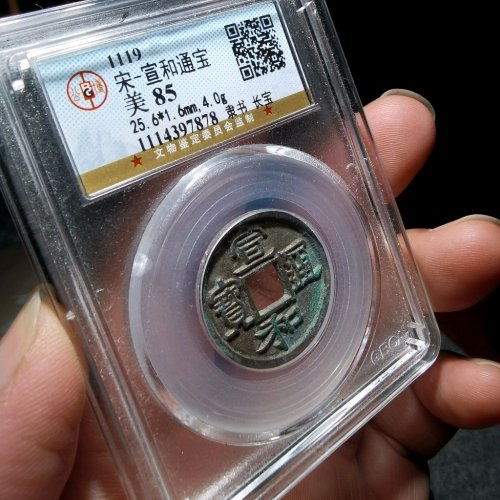 1119
宋-宣和通宝
美 85
25.6*1.6mm,4.0g 隶书 长宝
1114397878
★ 文物鉴定委员会监制 ★
宣和通寳